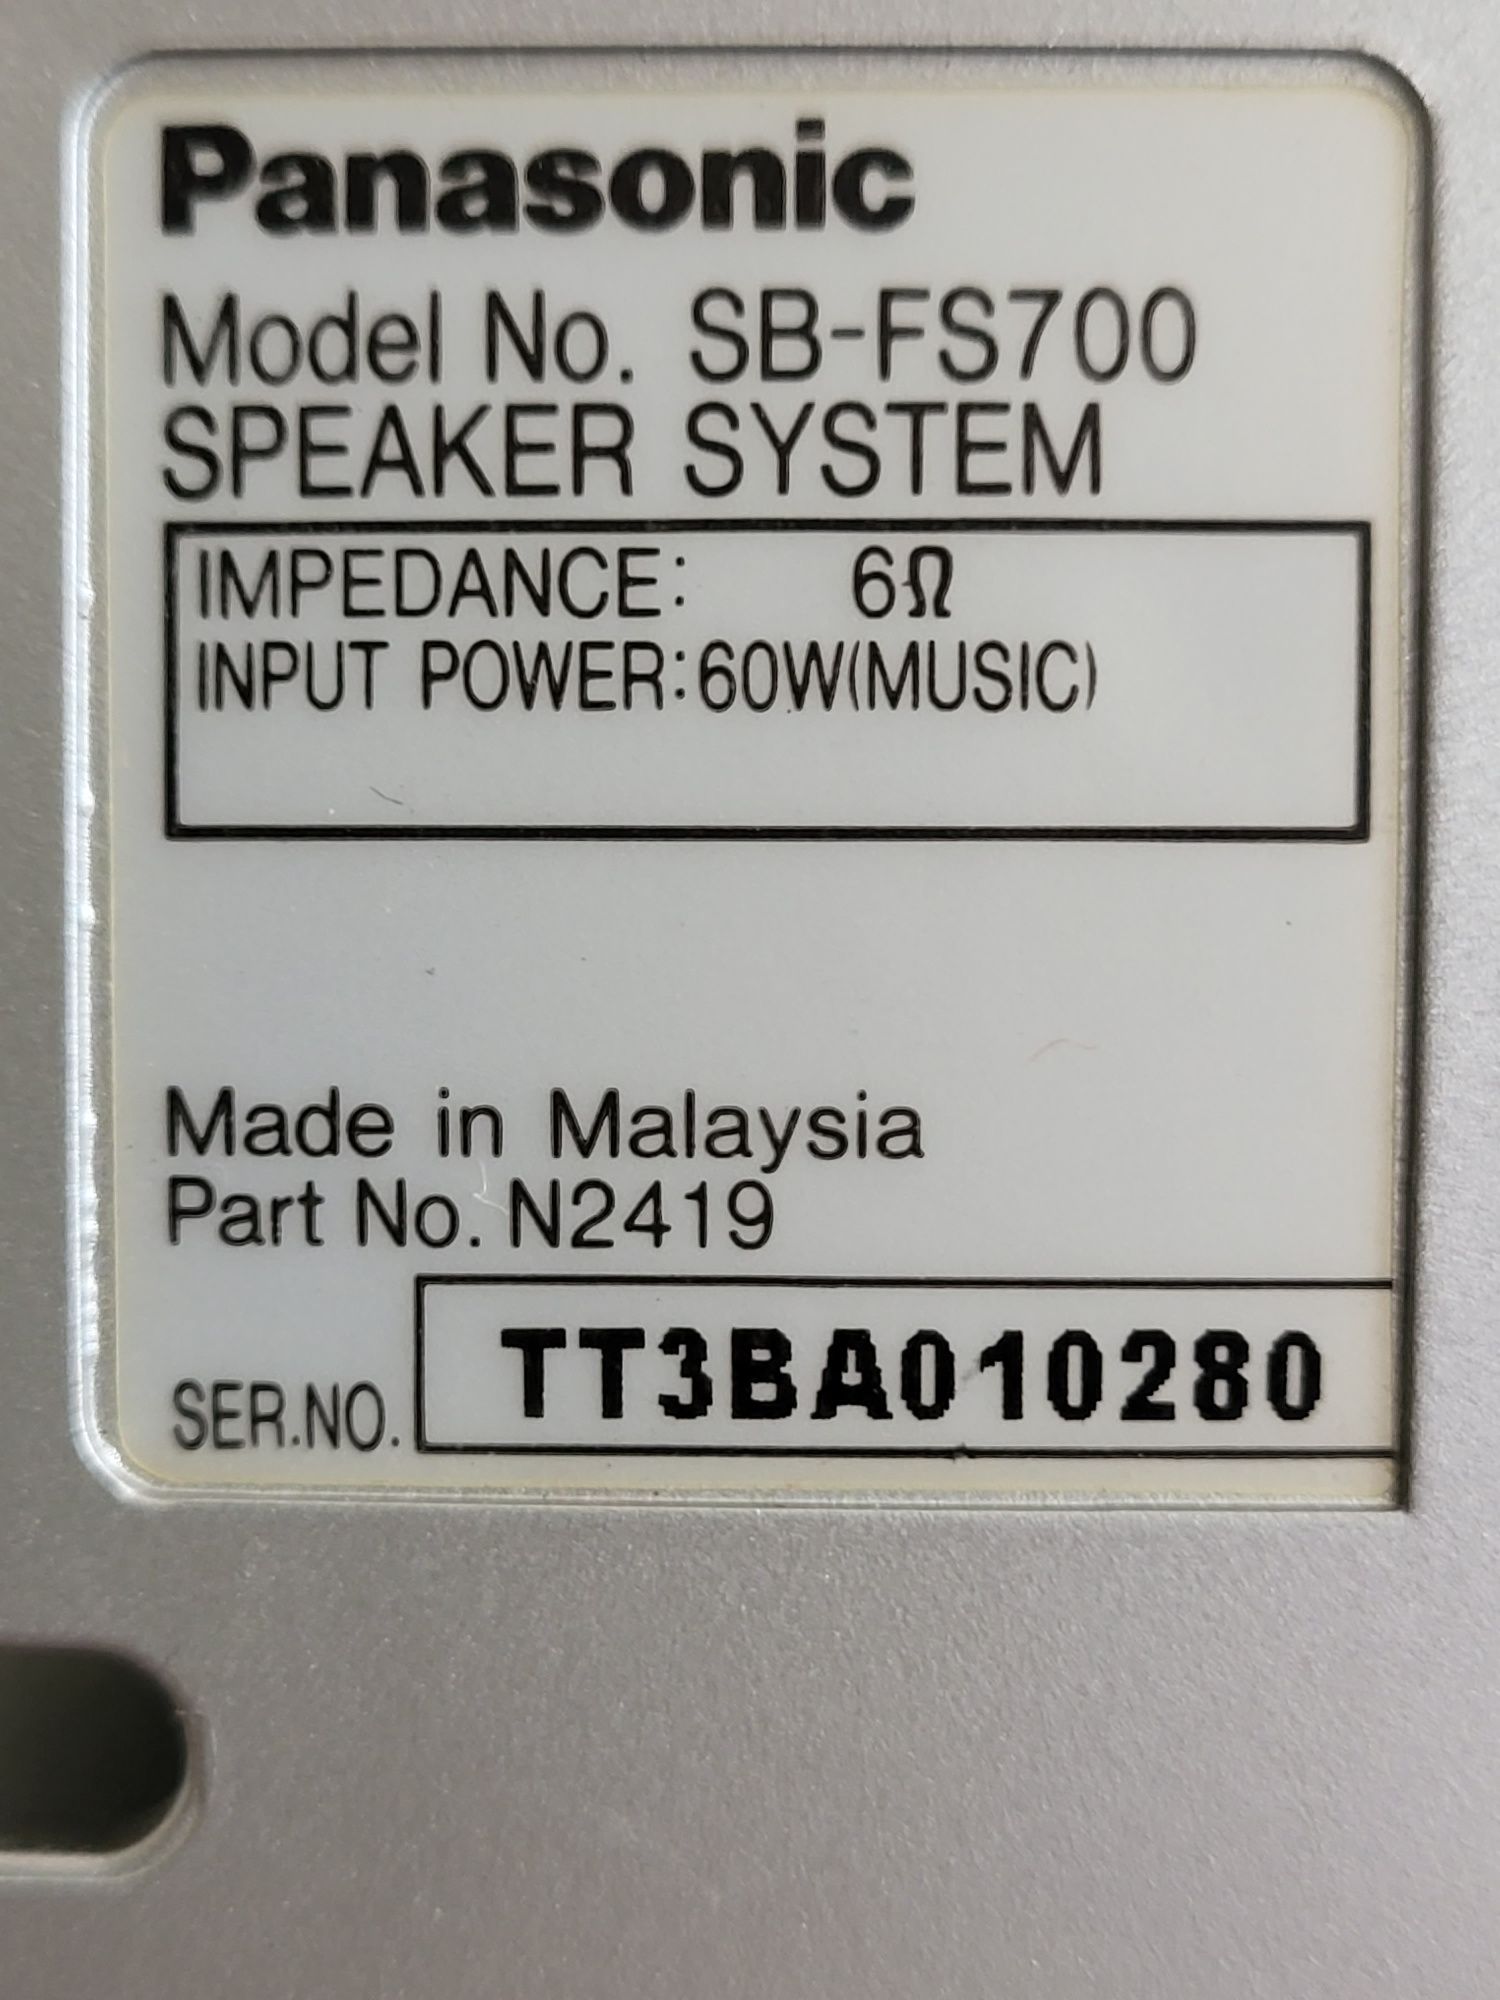 Panasonic
Model No. SB-FS700
SPEAKER SYSTEM
IMPEDANCE: 6Ω
INPUT POWER:60W(MUSIC)
Made in Malaysia
Part No. N2419
SER.NO. TT3BA010280